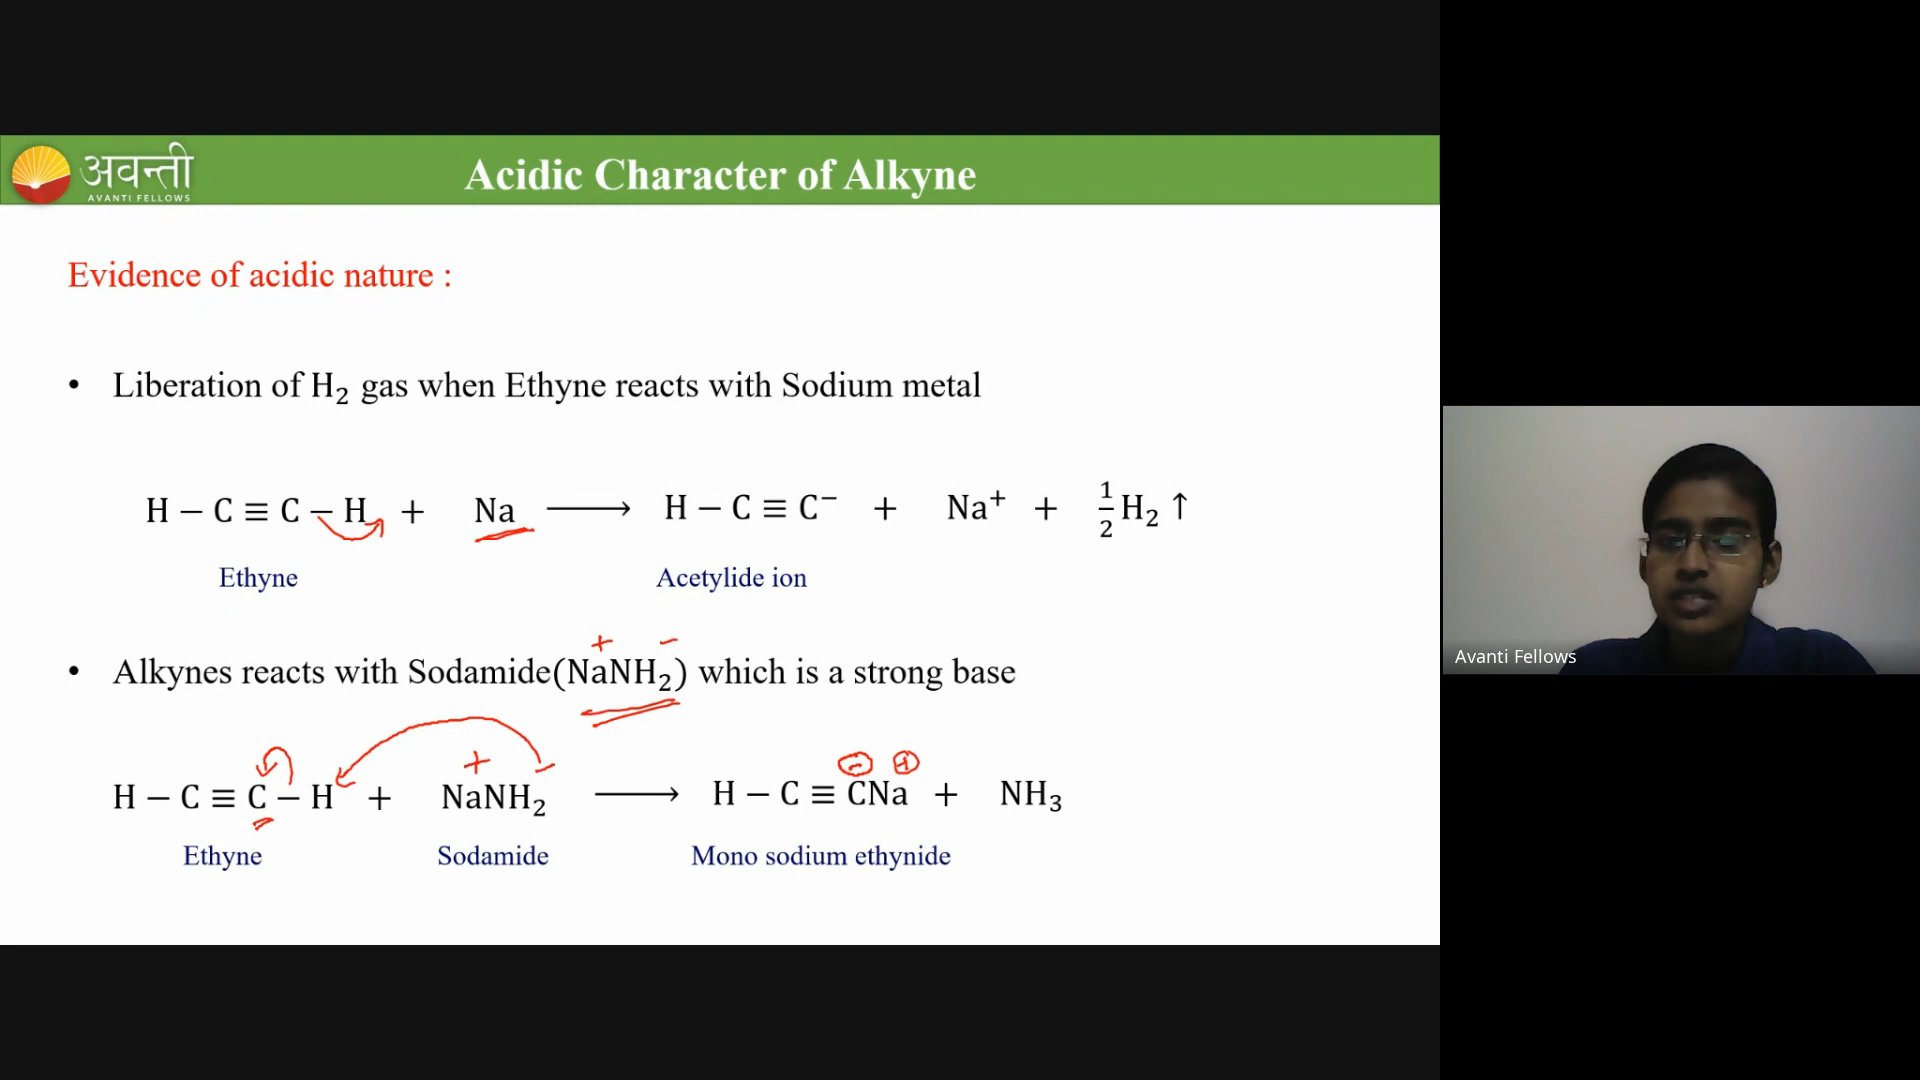 अवन्ती
AVANTI FELLOWS
Acidic Character of Alkyne
Evidence of acidic nature :
• Liberation of H₂ gas when Ethyne reacts with Sodium metal
H − C ≡ C − H + Na ⟶ H − C ≡ C⁻ + Na⁺ + ½ H₂ ↑
Ethyne Acetylide ion
+ −
• Alkynes reacts with Sodamide(NaNH₂) which is a strong base
+ − ⊖ ⊕
H − C ≡ C − H + NaNH₂ ⟶ H − C ≡ CNa + NH₃
Ethyne Sodamide Mono sodium ethynide
Avanti Fellows